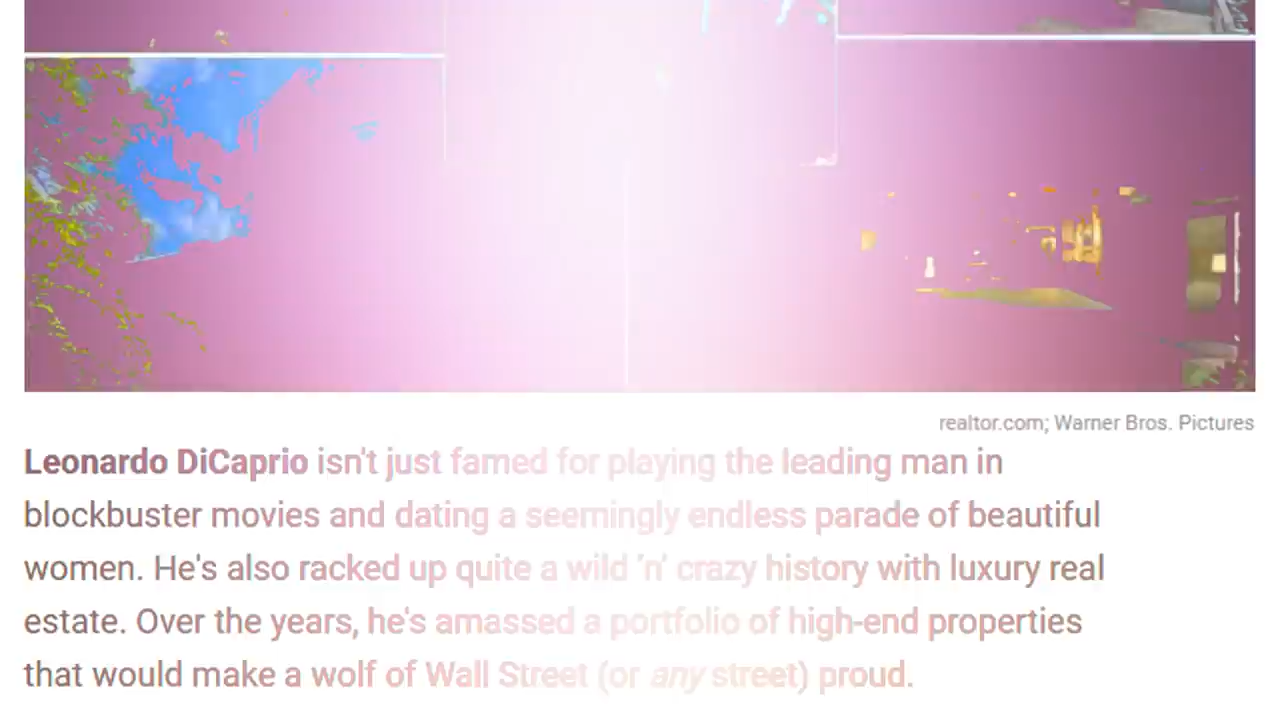 realtor.com; Warner Bros. Pictures
Leonardo DiCaprio isn't just famed for playing the leading man in
blockbuster movies and dating a seemingly endless parade of beautiful
women. He's also racked up quite a wild 'n' crazy history with luxury real
estate. Over the years, he's amassed a portfolio of high-end properties
that would make a wolf of Wall Street (or any street) proud.